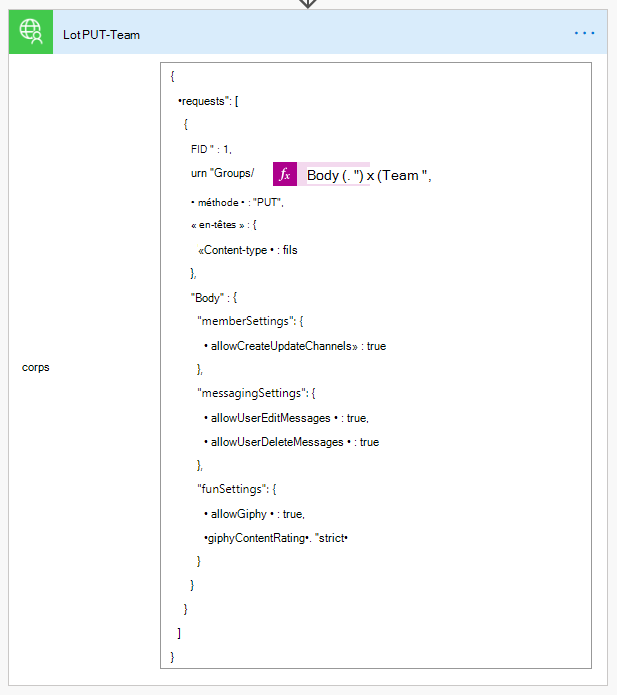 Lot PUT-Team
corps
{
•requests": [
{
FID " : 1,
urn "Groups/ fx Body (. ") x (Team ",
• méthode • : "PUT",
« en-têtes » : {
«Content-type • : fils
},
"Body" : {
"memberSettings": {
• allowCreateUpdateChannels» : true
},
"messagingSettings": {
• allowUserEditMessages • : true,
• allowUserDeleteMessages • : true
},
"funSettings": {
• allowGiphy • : true,
•giphyContentRating•. "strict•
}
}
}
]
}